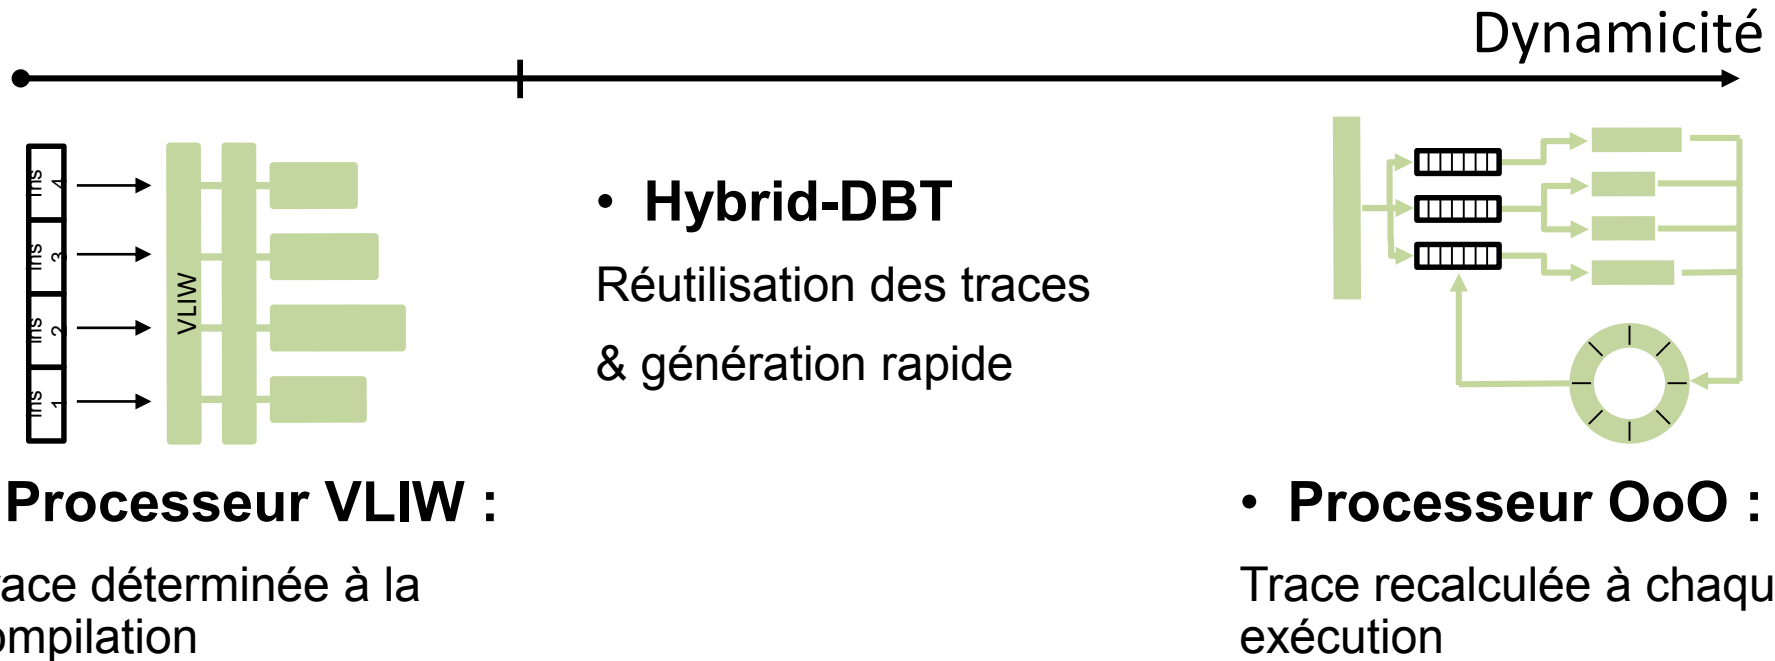 Dynamicité
ins 4
ins 3
ins 2
ins 1
VLIW
• Hybrid-DBT
Réutilisation des traces
& génération rapide
Processeur VLIW :
ace déterminée à la
ompilation
• Processeur OoO :
Trace recalculée à chaqu
exécution